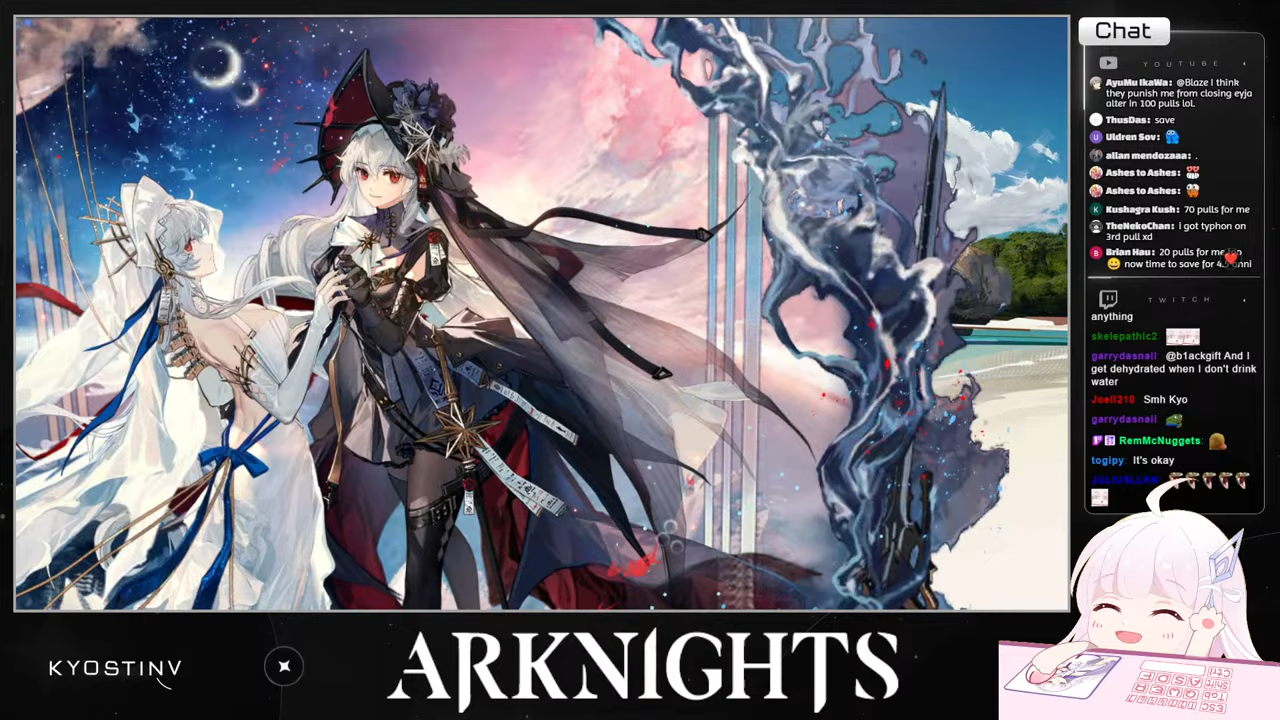 Chat
YOUTUBE
AyuMu IkaWa: @Blaze I think
they punish me from closing eyja
alter in 100 pulls lol.
ThusDas: save
Uldren Sov:
allan mendozaaa: .
Ashes to Ashes:
Ashes to Ashes:
Kushagra Kush: 70 pulls for me
TheNekoChan: I got typhon on
3rd pull xd
Brian Hau: 20 pulls for me
now time to save for
TWITCH
anything
skelepathic2:
garrydasnail: @b1ackgift And I
get dehydrated when I don't drink
water
Joell210 Smh Kyo
garrydasnail:
RemMcNuggets:
togipy: It's okay
KYOSTINV
ARKNIGHTS